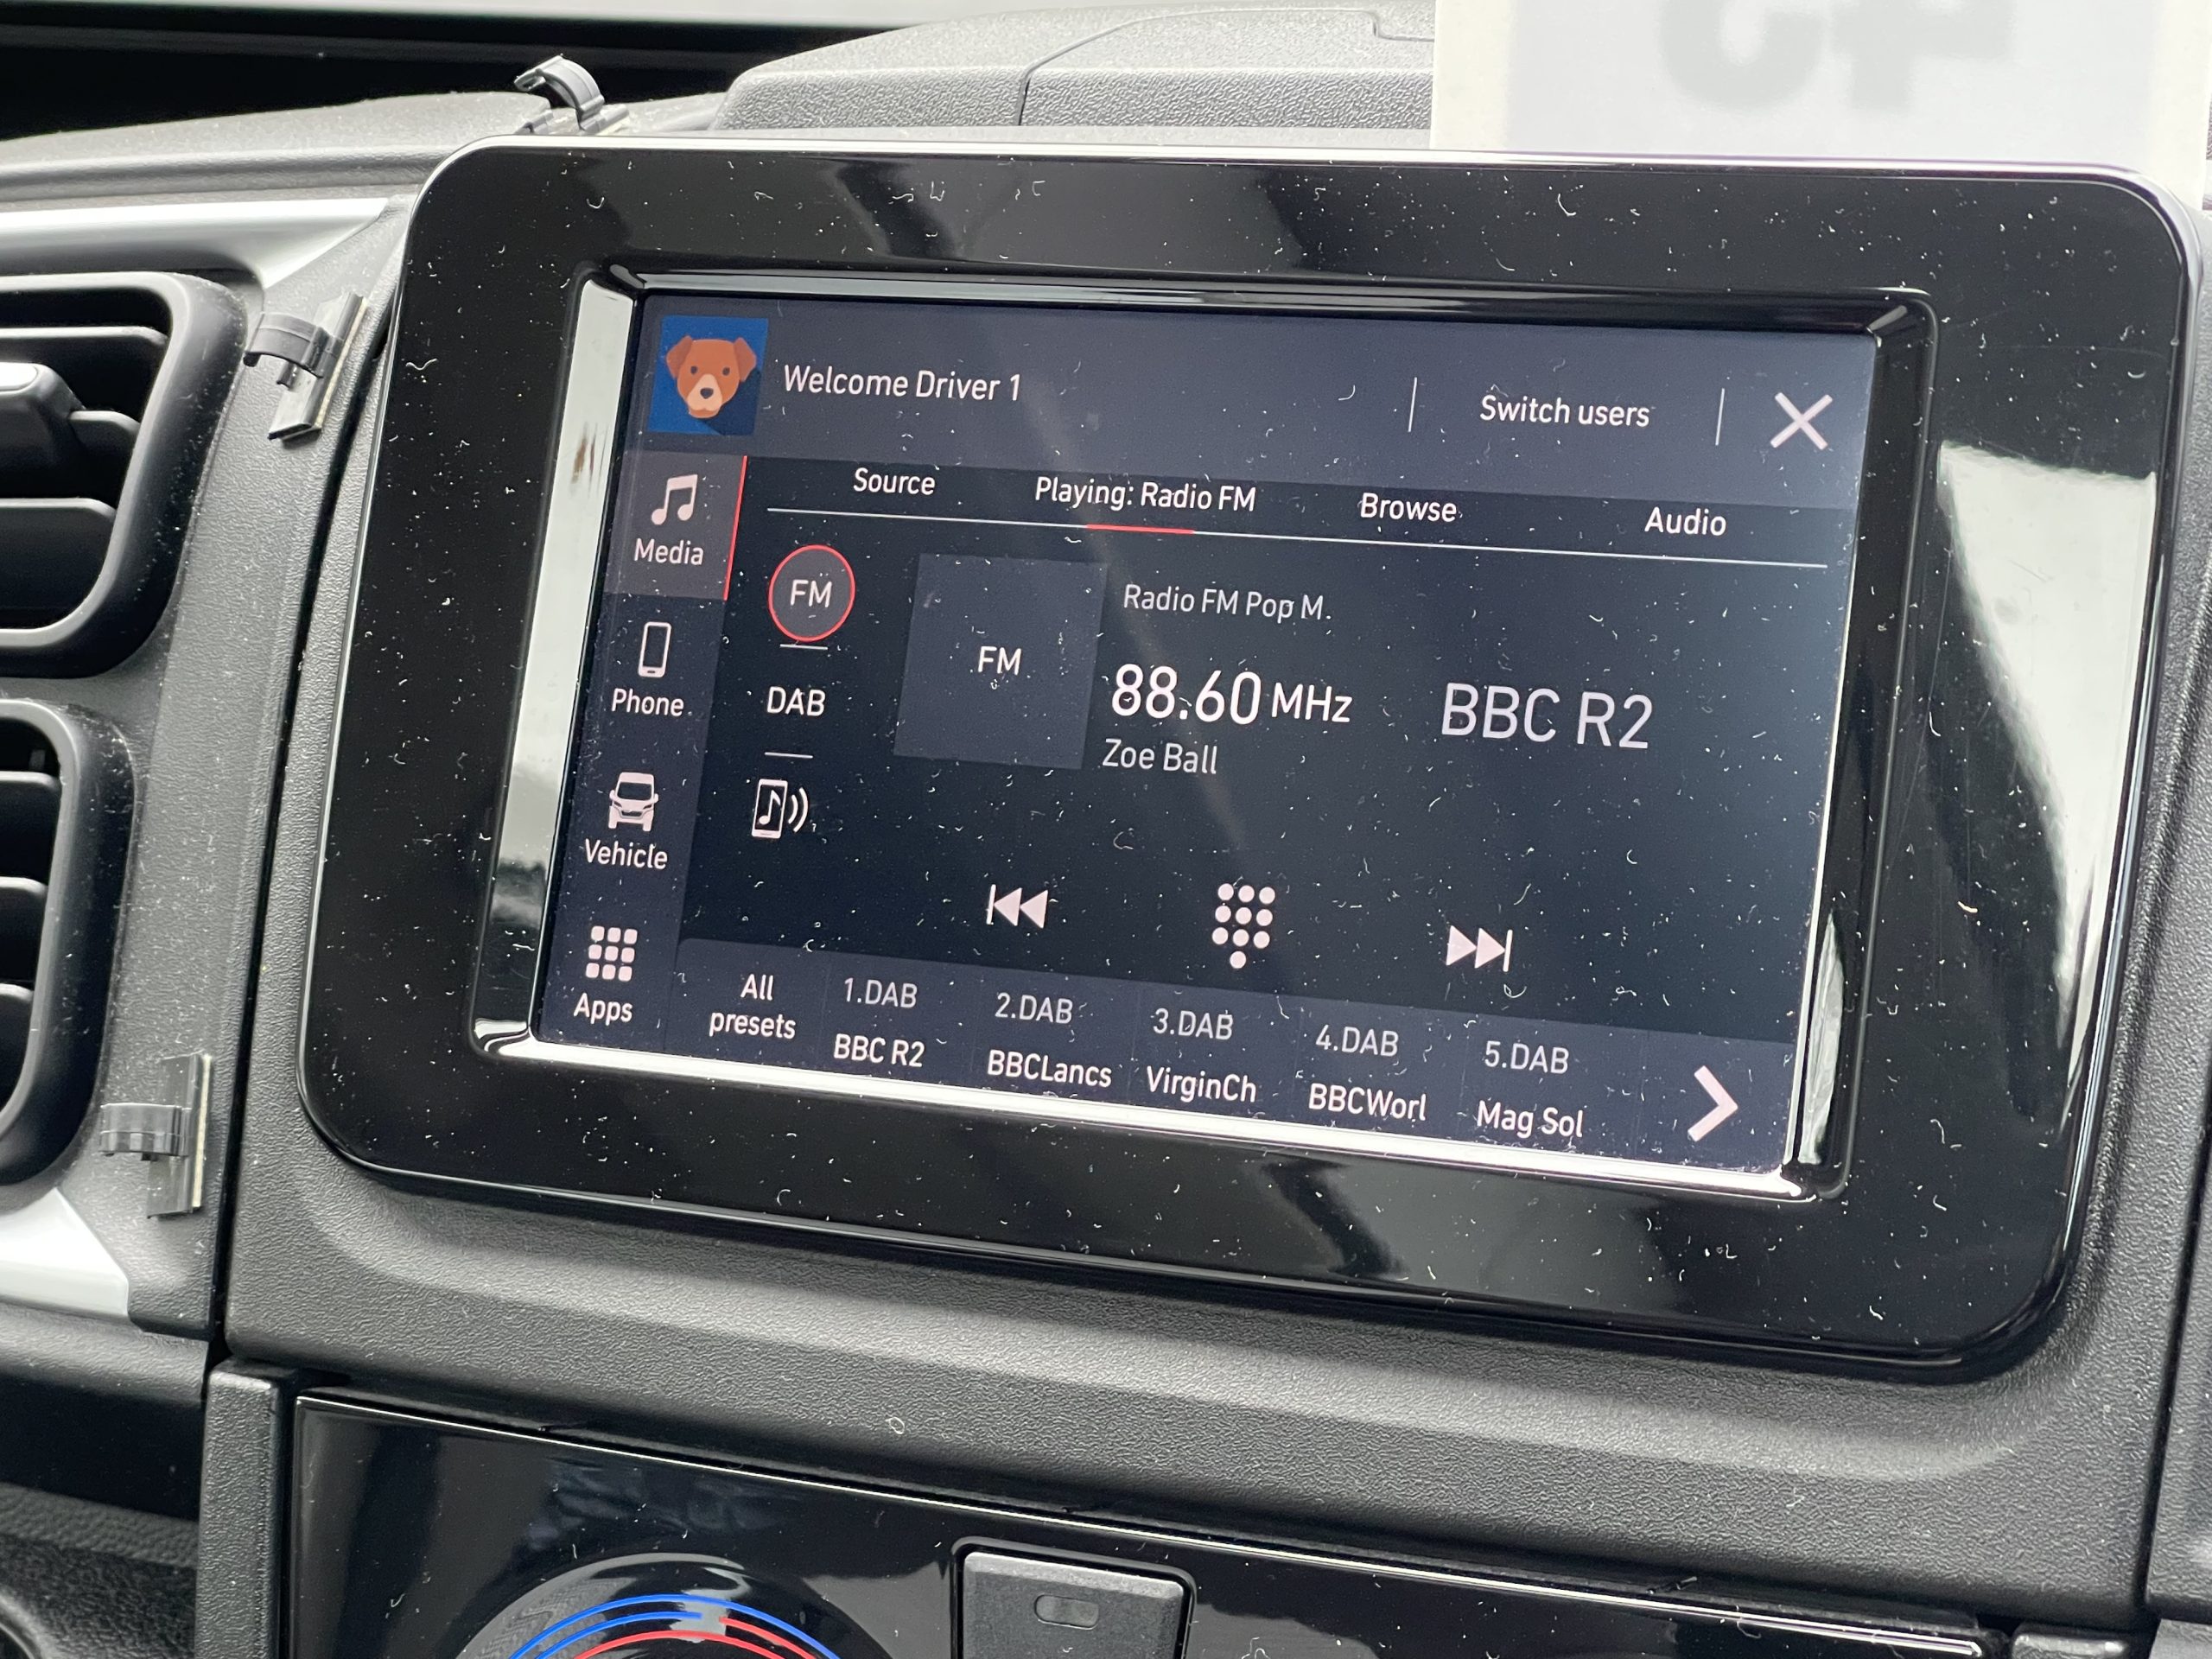 Welcome Driver 1
Switch users
Source
Playing: Radio FM
Browse
Audio
Media
Phone
Vehicle
Apps
FM
DAB
FM
Radio FM Pop M.
88.60 MHz
BBC R2
Zoe Ball
All
presets
1.DAB
BBC R2
2.DAB
BBCLancs
3.DAB
VirginCh
4.DAB
BBCWorl
5.DAB
Mag Sol